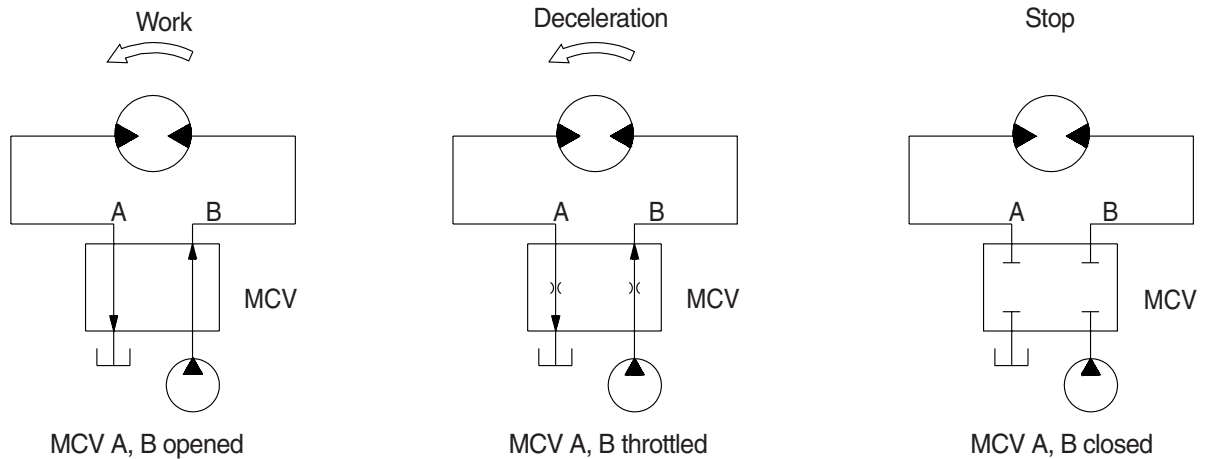 Work
A
B
MCV
MCV A, B opened
Deceleration
A
B
MCV
MCV A, B throttled
Stop
A
B
MCV
MCV A, B closed